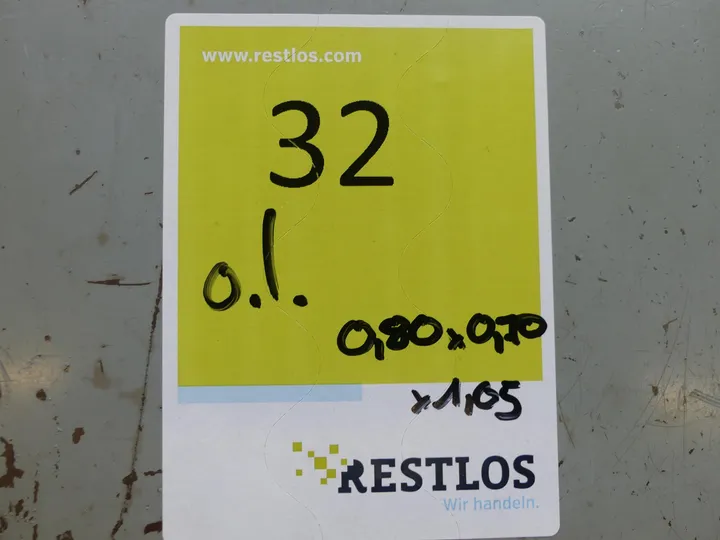 www.restlos.com
32
o.l.
0,80x0,70
x1,05
RESTLOS
Wir handeln.